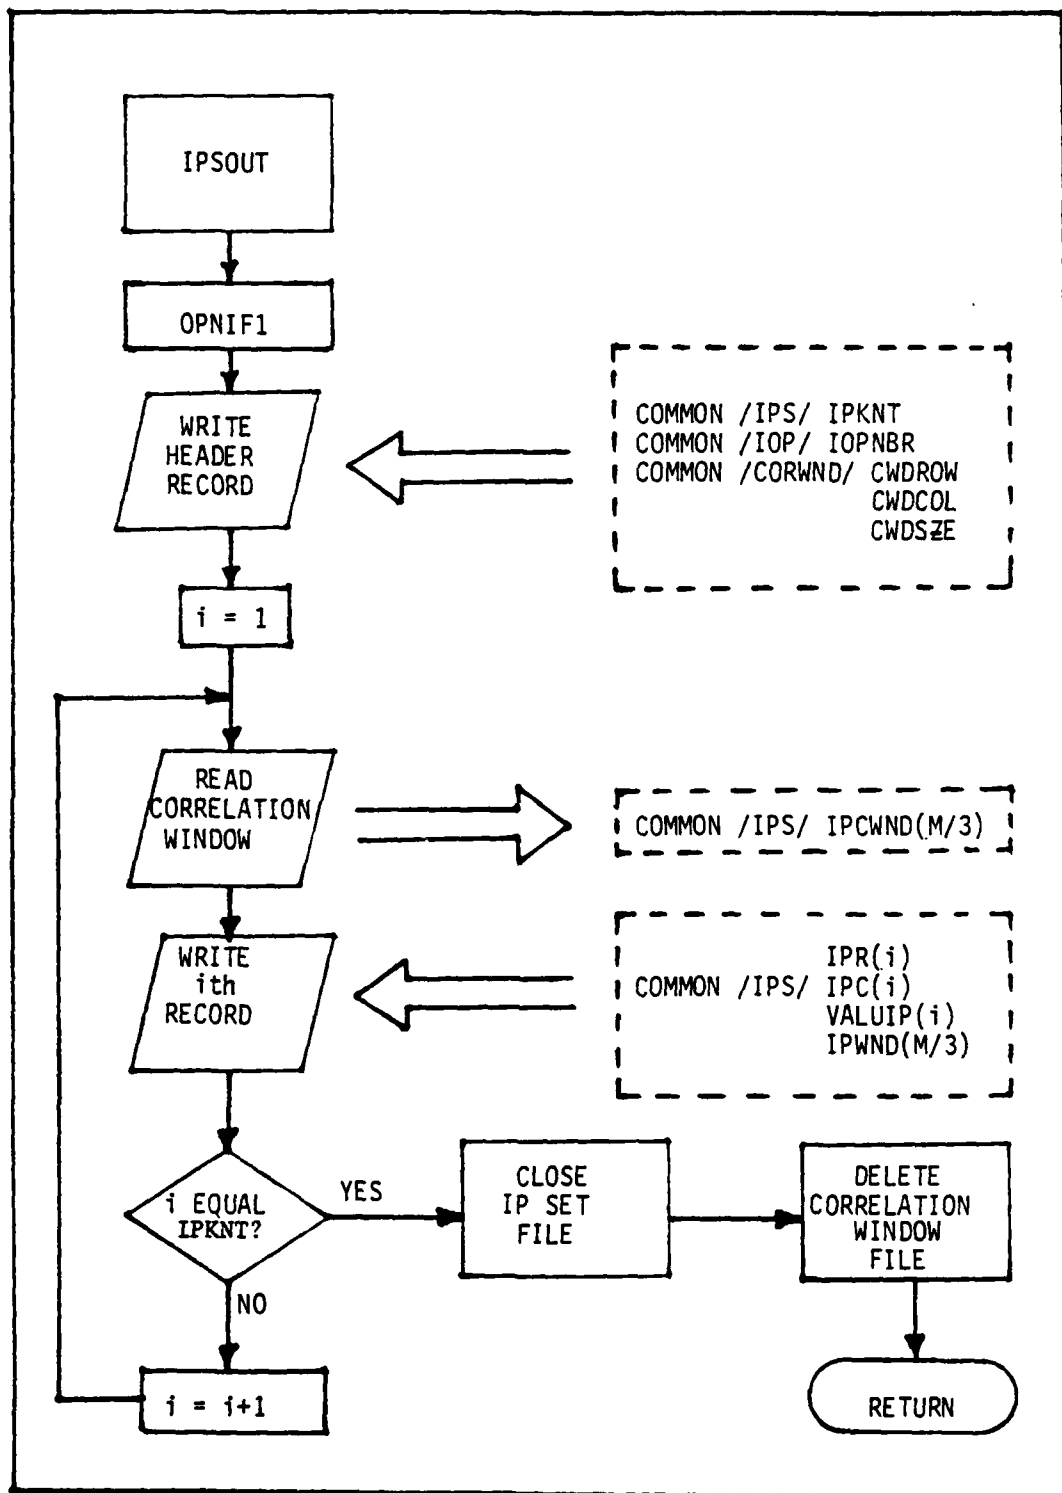 IPSOUT
OPNIF1
WRITE
HEADER
RECORD
COMMON /IPS/ IPKNT
COMMON /IOP/ IOPNBR
COMMON /CORWND/ CWDROW
CWDCOL
CWDSZE
i = 1
READ
CORRELATION
WINDOW
COMMON /IPS/ IPCWND(M/3)
WRITE
ith
RECORD
IPR(i)
COMMON /IPS/ IPC(i)
VALUIP(i)
IPWND(M/3)
i EQUAL
IPKNT?
YES
NO
CLOSE
IP SET
FILE
DELETE
CORRELATION
WINDOW
FILE
i = i+1
RETURN